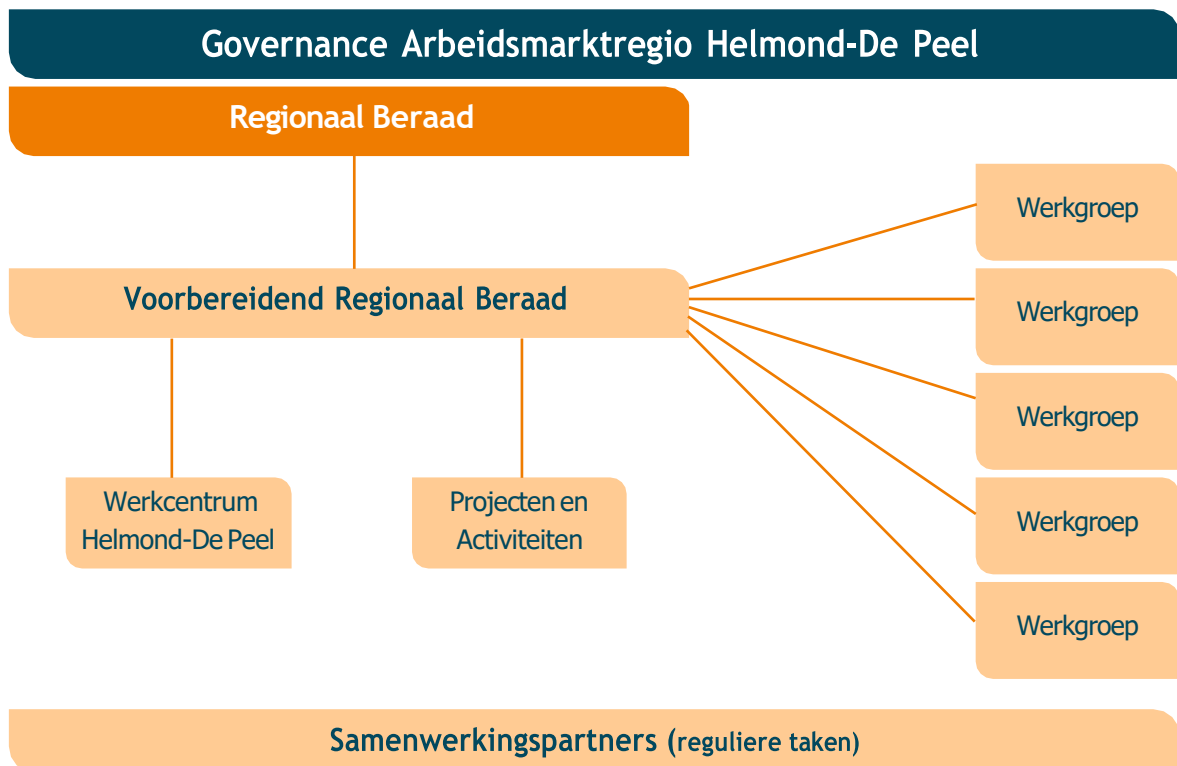 Governance Arbeidsmarktregio Helmond-De Peel
Regionaal Beraad
Voorbereidend Regionaal Beraad
Werkcentrum
Helmond-De Peel
Projecten en
Activiteiten
Werkgroep
Werkgroep
Werkgroep
Werkgroep
Werkgroep
Samenwerkingspartners (reguliere taken)